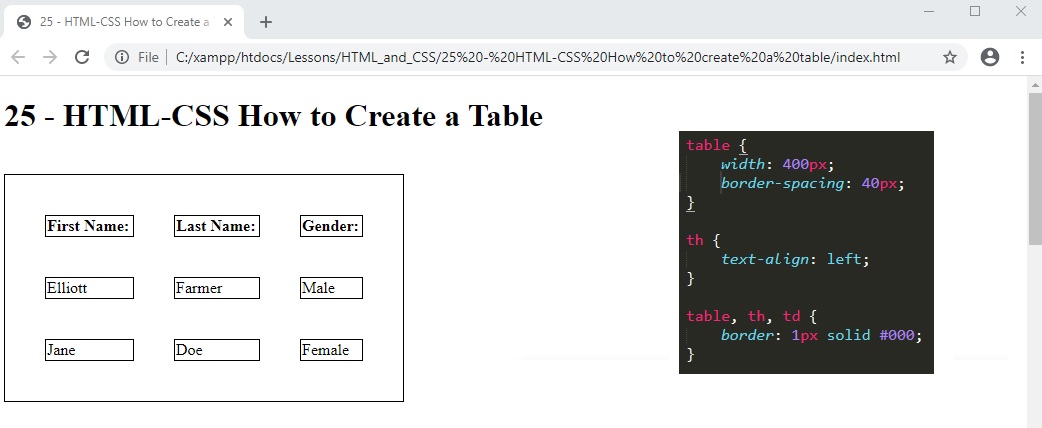 25 - HTML-CSS How to Create a
File | C:/xampp/htdocs/Lessons/HTML_and_CSS/25%20-%20HTML-CSS%20How%20to%20create%20a%20table/index.html
25 - HTML-CSS How to Create a Table
First Name: Last Name: Gender:
Elliott Farmer Male
Jane Doe Female
table {
width: 400px;
border-spacing: 40px;
}
th {
text-align: left;
}
table, th, td {
border: 1px solid #000;
}